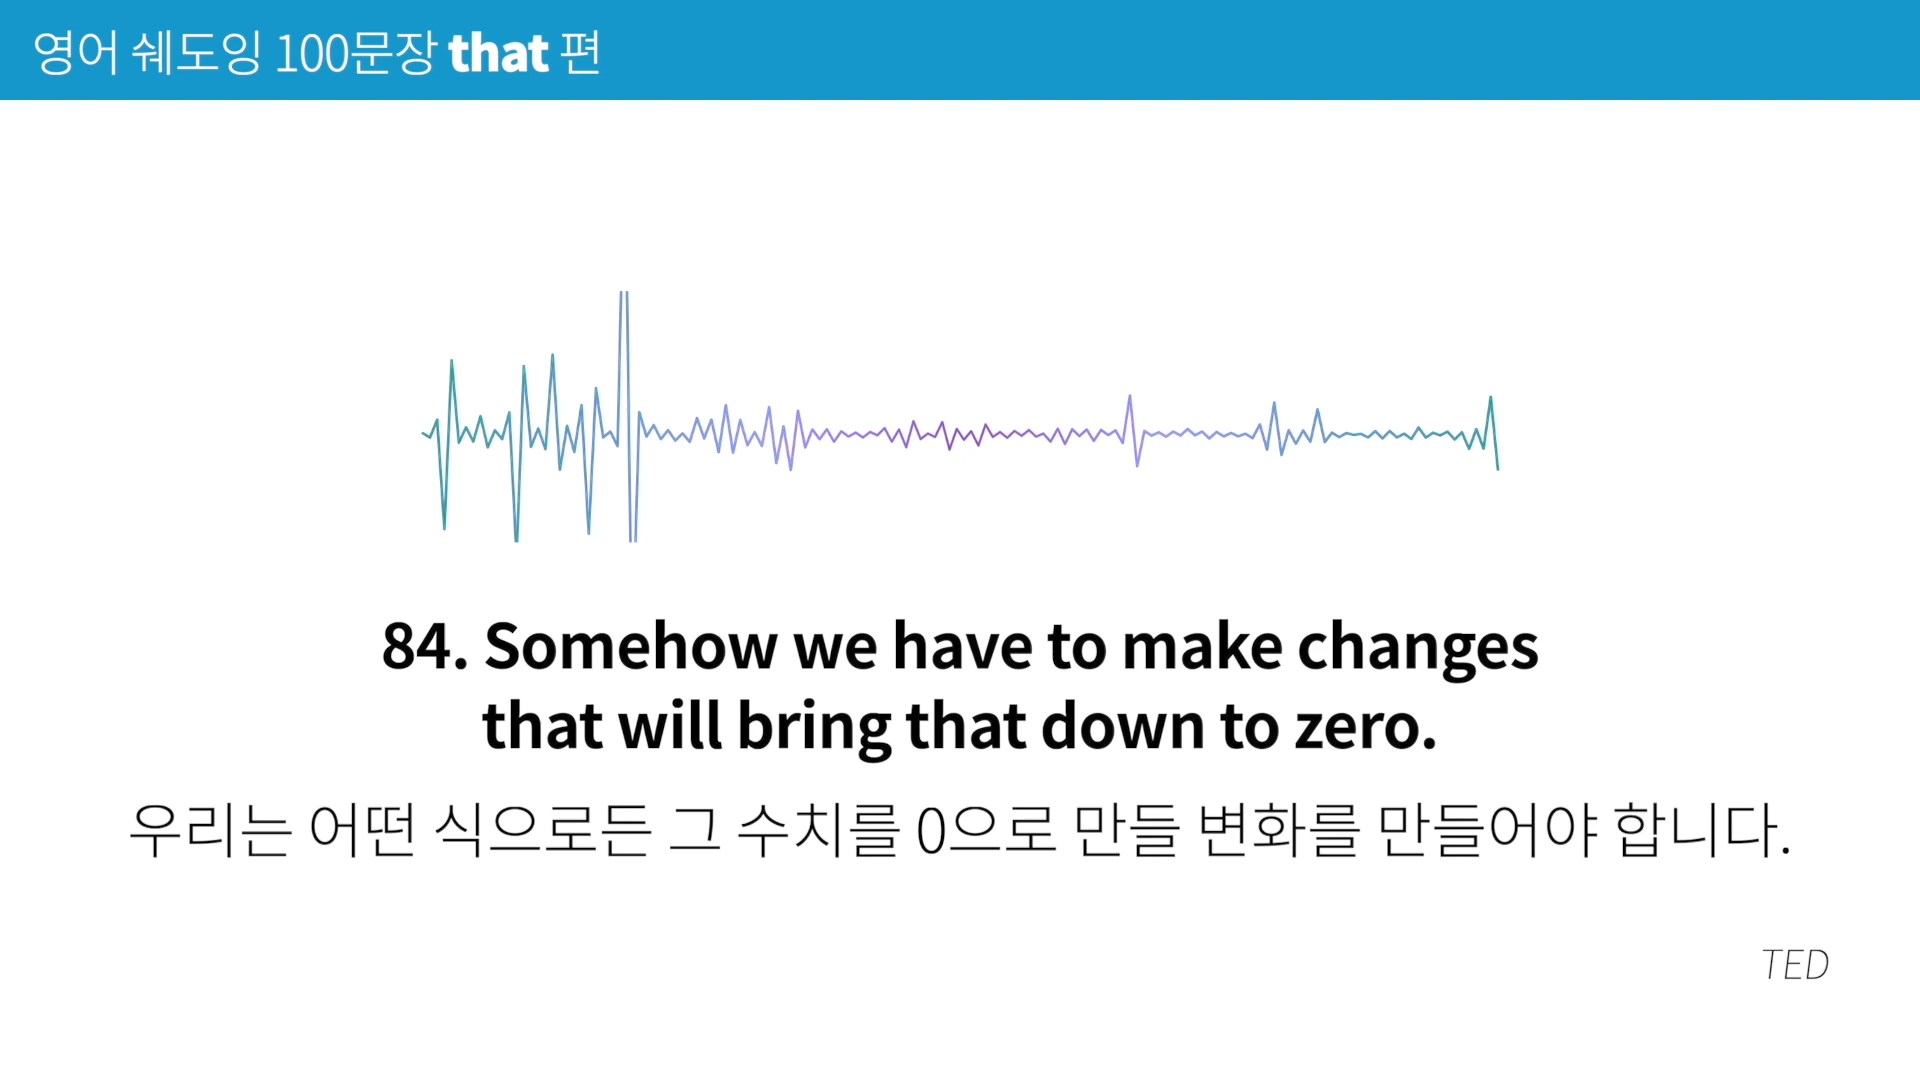 영어 쉐도잉 100문장 that 편
84. Somehow we have to make changes
that will bring that down to zero.
우리는 어떤 식으로든 그 수치를 0으로 만들 변화를 만들어야 합니다.
TED